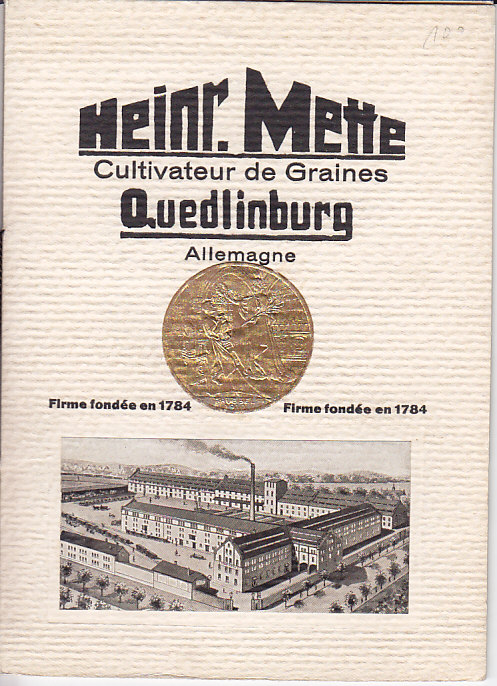 Heinr. Mette
Cultivateur de Graines
Quedlinburg
Allemagne
Firme fondée en 1784
Firme fondée en 1784